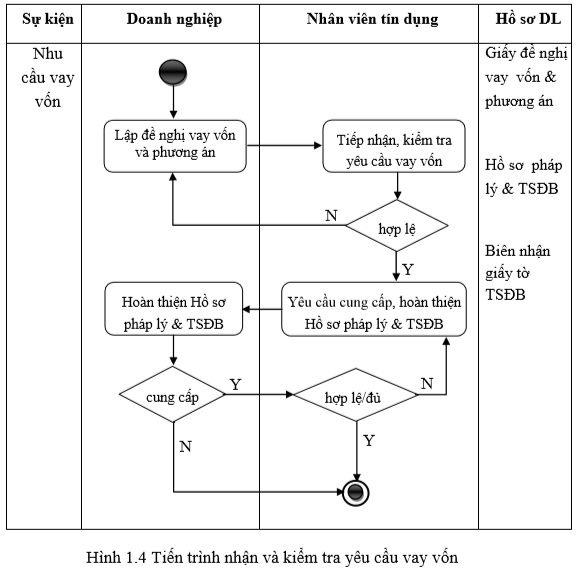 Sự kiện
Doanh nghiệp
Nhân viên tín dụng
Hồ sơ DL
Nhu
cầu vay
vốn
Giấy đề nghị
vay vốn &
phương án
Lập đề nghị vay vốn
và phương án
Tiếp nhận, kiểm tra
yêu cầu vay vốn
Hồ sơ pháp
lý & TSĐB
N
hợp lệ
Y
Biên nhận
giấy tờ
TSĐB
Hoàn thiện Hồ sơ
pháp lý & TSĐB
Yêu cầu cung cấp, hoàn thiện
Hồ sơ pháp lý & TSĐB
cung cấp
Y
hợp lệ/đủ
N
N
Y
Hình 1.4 Tiến trình nhận và kiểm tra yêu cầu vay vốn